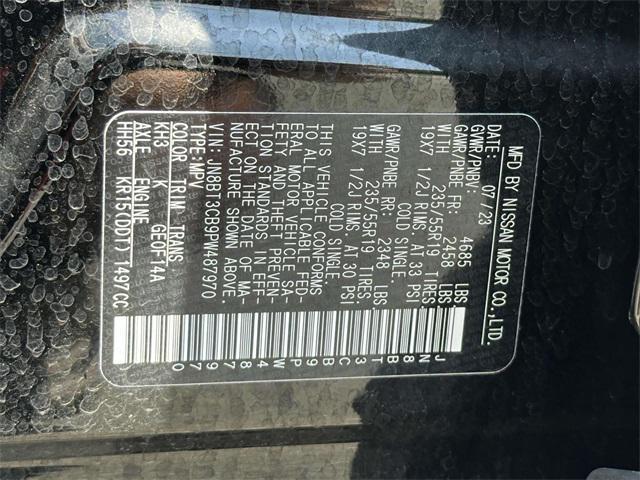 MFD BY NISSAN MOTOR CO.,LTD.
DATE: 07/23
GVWR/PNBV: 4685 LBS
GAWR/PNBE FR: 2458 LBS
WITH 235/55R19 TIRES:
19X7 1/2J RIMS, AT 33 PSI
COLD SINGLE.
GAWR/PNBE RR: 2348 LBS
WITH 235/55R19 TIRES:
19X7 1/2J RIMS, AT 30 PSI
COLD SINGLE.
THIS VEHICLE CONFORMS
TO ALL APPLICABLE FED-
ERAL MOTOR VEHICLE SA-
FETY AND THEFT PREVEN-
TION STANDARDS IN EFF-
ECT ON THE DATE OF MA-
NUFACTURE SHOWN ABOVE.
VIN: JN8BT3CB9PW487970
TYPE: MPV
COLOR TRIM TRANS
KH3 K GE0FT4A
AXLE ENGINE
HH56 KR15(DDT) 1497CC
JN8BT3CB9PW487970